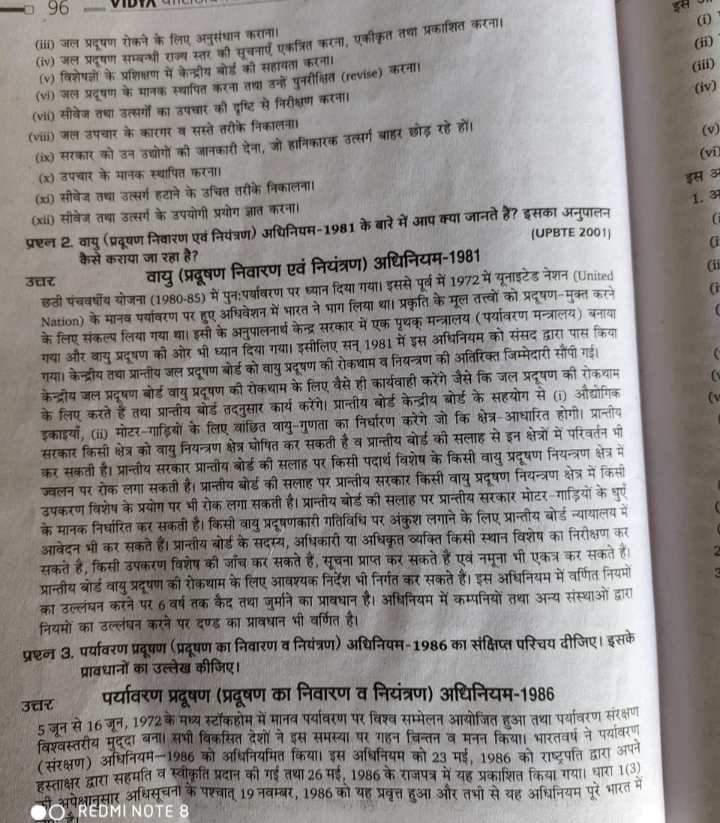 96
VIDYA
(iii) जल प्रदूषण रोकने के लिए अनुसंधान कराना।
(iv) जल प्रदूषण सम्बन्धी राज्य स्तर की सूचनाएँ एकत्रित करना, एकीकृत तथा प्रकाशित करना।
(v) विशेषज्ञों के प्रशिक्षण में केन्द्रीय बोर्ड की सहायता करना।
(vi) जल प्रदूषण के मानक स्थापित करना तथा उन्हें पुनरीक्षित (revise) करना।
(vii) सीवेज तथा उत्सर्गों का उपचार की दृष्टि से निरीक्षण करना।
(viii) जल उपचार के कारगर व सस्ते तरीके निकालना।
(ix) सरकार को उन उद्योगों की जानकारी देना, जो हानिकारक उत्सर्ग बाहर छोड़ रहे हों।
(x) उपचार के मानक स्थापित करना।
(xi) सीवेज तथा उत्सर्ग हटाने के उचित तरीके निकालना।
(xii) सीवेज तथा उत्सर्ग के उपयोगी प्रयोग ज्ञात करना।
प्रश्न 2. वायु (प्रदूषण निवारण एवं नियंत्रण) अधिनियम-1981 के बारे में आप क्या जानते हैं? इसका अनुपालन
कैसे कराया जा रहा है? (UPBTE 2001)
उत्तर वायु (प्रदूषण निवारण एवं नियंत्रण) अधिनियम-1981
छठी पंचवर्षीय योजना (1980-85) में पुनःपर्यावरण पर ध्यान दिया गया। इससे पूर्व में 1972 में यूनाइटेड नेशन (United
Nation) के मानव पर्यावरण पर हुए अधिवेशन में भारत ने भाग लिया था। प्रकृति के मूल तत्त्वों को प्रदूषण-मुक्त करने
के लिए संकल्प लिया गया था। इसी के अनुपालनार्थ केन्द्र सरकार में एक पृथक् मन्त्रालय (पर्यावरण मन्त्रालय) बनाया
गया और वायु प्रदूषण की ओर भी ध्यान दिया गया। इसीलिए सन् 1981 में इस अधिनियम को संसद द्वारा पास किया
गया। केन्द्रीय तथा प्रान्तीय जल प्रदूषण बोर्ड को वायु प्रदूषण की रोकथाम व नियन्त्रण की अतिरिक्त जिम्मेदारी सौंपी गई।
केन्द्रीय जल प्रदूषण बोर्ड वायु प्रदूषण की रोकथाम के लिए वैसे ही कार्यवाही करेंगे जैसे कि जल प्रदूषण की रोकथाम
के लिए करते हैं तथा प्रान्तीय बोर्ड तदनुसार कार्य करेंगे। प्रान्तीय बोर्ड केन्द्रीय बोर्ड के सहयोग से (i) औद्योगिक
इकाइयाँ, (ii) मोटर-गाड़ियों के लिए वांछित वायु-गुणता का निर्धारण करेंगे जो कि क्षेत्र-आधारित होगी। प्रान्तीय
सरकार किसी क्षेत्र को वायु नियन्त्रण क्षेत्र घोषित कर सकती है व प्रान्तीय बोर्ड की सलाह से इन क्षेत्रों में परिवर्तन भी
कर सकती है। प्रान्तीय सरकार प्रान्तीय बोर्ड की सलाह पर किसी पदार्थ विशेष के किसी वायु प्रदूषण नियन्त्रण क्षेत्र में
ज्वलन पर रोक लगा सकती है। प्रान्तीय बोर्ड की सलाह पर प्रान्तीय सरकार किसी वायु प्रदूषण नियन्त्रण क्षेत्र में किसी
उपकरण विशेष के प्रयोग पर भी रोक लगा सकती है। प्रान्तीय बोर्ड की सलाह पर प्रान्तीय सरकार मोटर-गाड़ियों के धुएँ
के मानक निर्धारित कर सकती है। किसी वायु प्रदूषणकारी गतिविधि पर अंकुश लगाने के लिए प्रान्तीय बोर्ड न्यायालय में
आवेदन भी कर सकते हैं। प्रान्तीय बोर्ड के सदस्य, अधिकारी या अधिकृत व्यक्ति किसी स्थान विशेष का निरीक्षण कर
सकते हैं, किसी उपकरण विशेष की जाँच कर सकते हैं, सूचना प्राप्त कर सकते हैं एवं नमूना भी एकत्र कर सकते हैं।
प्रान्तीय बोर्ड वायु प्रदूषण की रोकथाम के लिए आवश्यक निर्देश भी निर्गत कर सकते हैं। इस अधिनियम में वर्णित नियमों
का उल्लंघन करने पर 6 वर्ष तक कैद तथा जुर्माने का प्रावधान है। अधिनियम में कम्पनियों तथा अन्य संस्थाओं द्वारा
नियमों का उल्लंघन करने पर दण्ड का प्रावधान भी वर्णित है।
प्रश्न 3. पर्यावरण प्रदूषण (प्रदूषण का निवारण व नियंत्रण) अधिनियम-1986 का संक्षिप्त परिचय दीजिए। इसके
प्रावधानों का उल्लेख कीजिए।
उत्तर पर्यावरण प्रदूषण (प्रदूषण का निवारण व नियंत्रण) अधिनियम-1986
5 जून से 16 जून, 1972 के मध्य स्टॉकहोम में मानव पर्यावरण पर विश्व सम्मेलन आयोजित हुआ तथा पर्यावरण संरक्षण
विश्वस्तरीय मुद्दा बना। सभी विकसित देशों ने इस समस्या पर गहन चिन्तन व मनन किया। भारतवर्ष ने पर्यावरण
(संरक्षण) अधिनियम—1986 को अधिनियमित किया। इस अधिनियम को 23 मई, 1986 को राष्ट्रपति द्वारा अपने
हस्ताक्षर द्वारा सहमति व स्वीकृति प्रदान की गई तथा 26 मई, 1986 के राजपत्र में यह प्रकाशित किया गया। धारा 1(3)
की अपेक्षानुसार अधिसूचना के पश्चात् 19 नवम्बर, 1986 को यह प्रवृत्त हुआ और तभी से यह अधिनियम पूरे भारत में
REDMI NOTE 8
इस
(i)
(ii)
(iii)
(iv)
(v)
(vi)
इस
1.